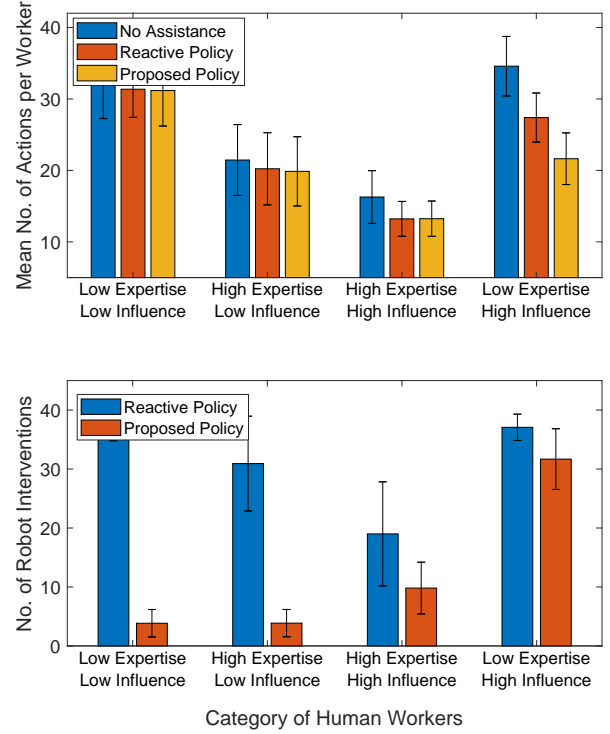 Mean No. of Actions per Worker
40
30
20
10
No Assistance
Reactive Policy
Proposed Policy
Low Expertise
Low Influence
High Expertise
Low Influence
High Expertise
High Influence
Low Expertise
High Influence
No. of Robot Interventions
40
30
20
10
0
Reactive Policy
Proposed Policy
Low Expertise
Low Influence
High Expertise
Low Influence
High Expertise
High Influence
Low Expertise
High Influence
Category of Human Workers